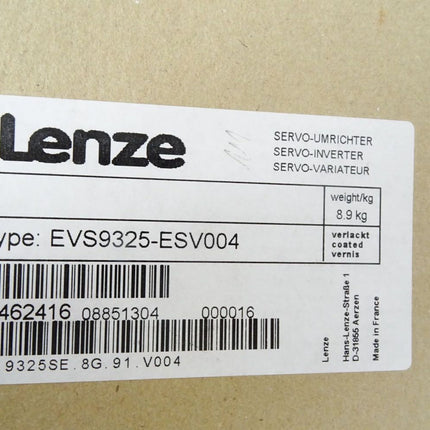 Lenze
SERVO-UMRICHTER
SERVO-INVERTER
SERVO-VARIATEUR
weight/kg
8.9 kg
ype: EVS9325-ESV004
verlackt
coated
vernis
462416 08851304 000016
9325SE.8G.91.V004
Lenze
Hans-Lenze-Straße 1
D-31855 Aerzen
Made in France